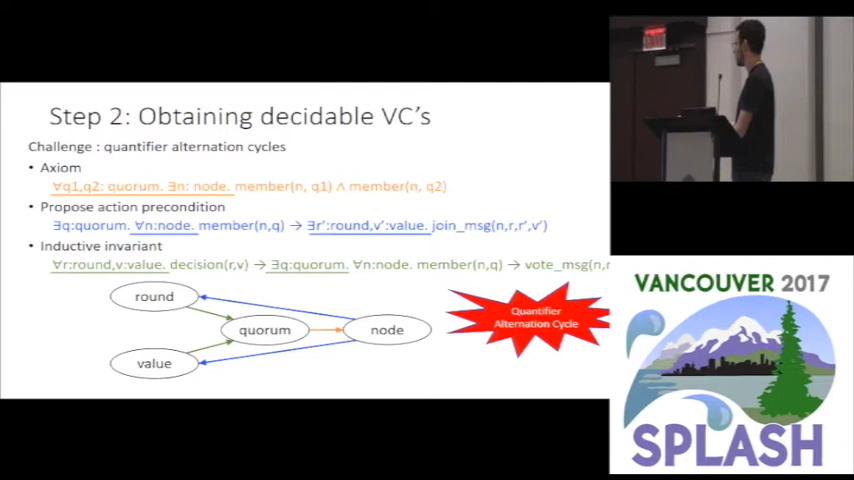 Step 2: Obtaining decidable VC's
Challenge : quantifier alternation cycles
• Axiom
∀q1,q2: quorum. ∃n: node. member(n, q1) ∧ member(n, q2)
• Propose action precondition
∃q:quorum. ∀n:node. member(n,q) → ∃r':round,v':value. join_msg(n,r,r',v')
• Inductive invariant
∀r:round,v:value. decision(r,v) → ∃q:quorum. ∀n:node. member(n,q) → vote_msg(n,r
round
quorum
node
value
Quantifier
Alternation Cycle
VANCOUVER 2017
SPLASH